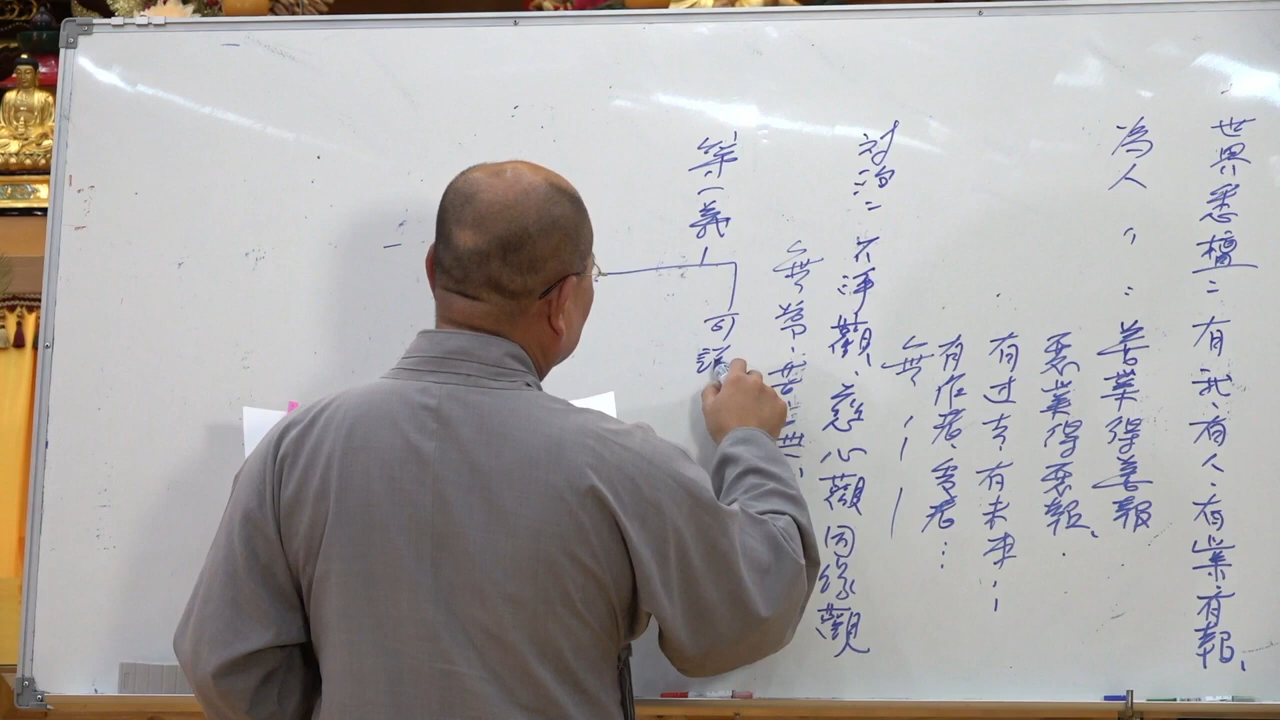 世界悉檀：有我、有人、有業有報、
為人〃：善業得善報
惡業得惡報、
有过去有未來…
有作者、受者…
無
對治：不淨觀、慈心觀因緣觀
無常、苦、無
第一義
可說